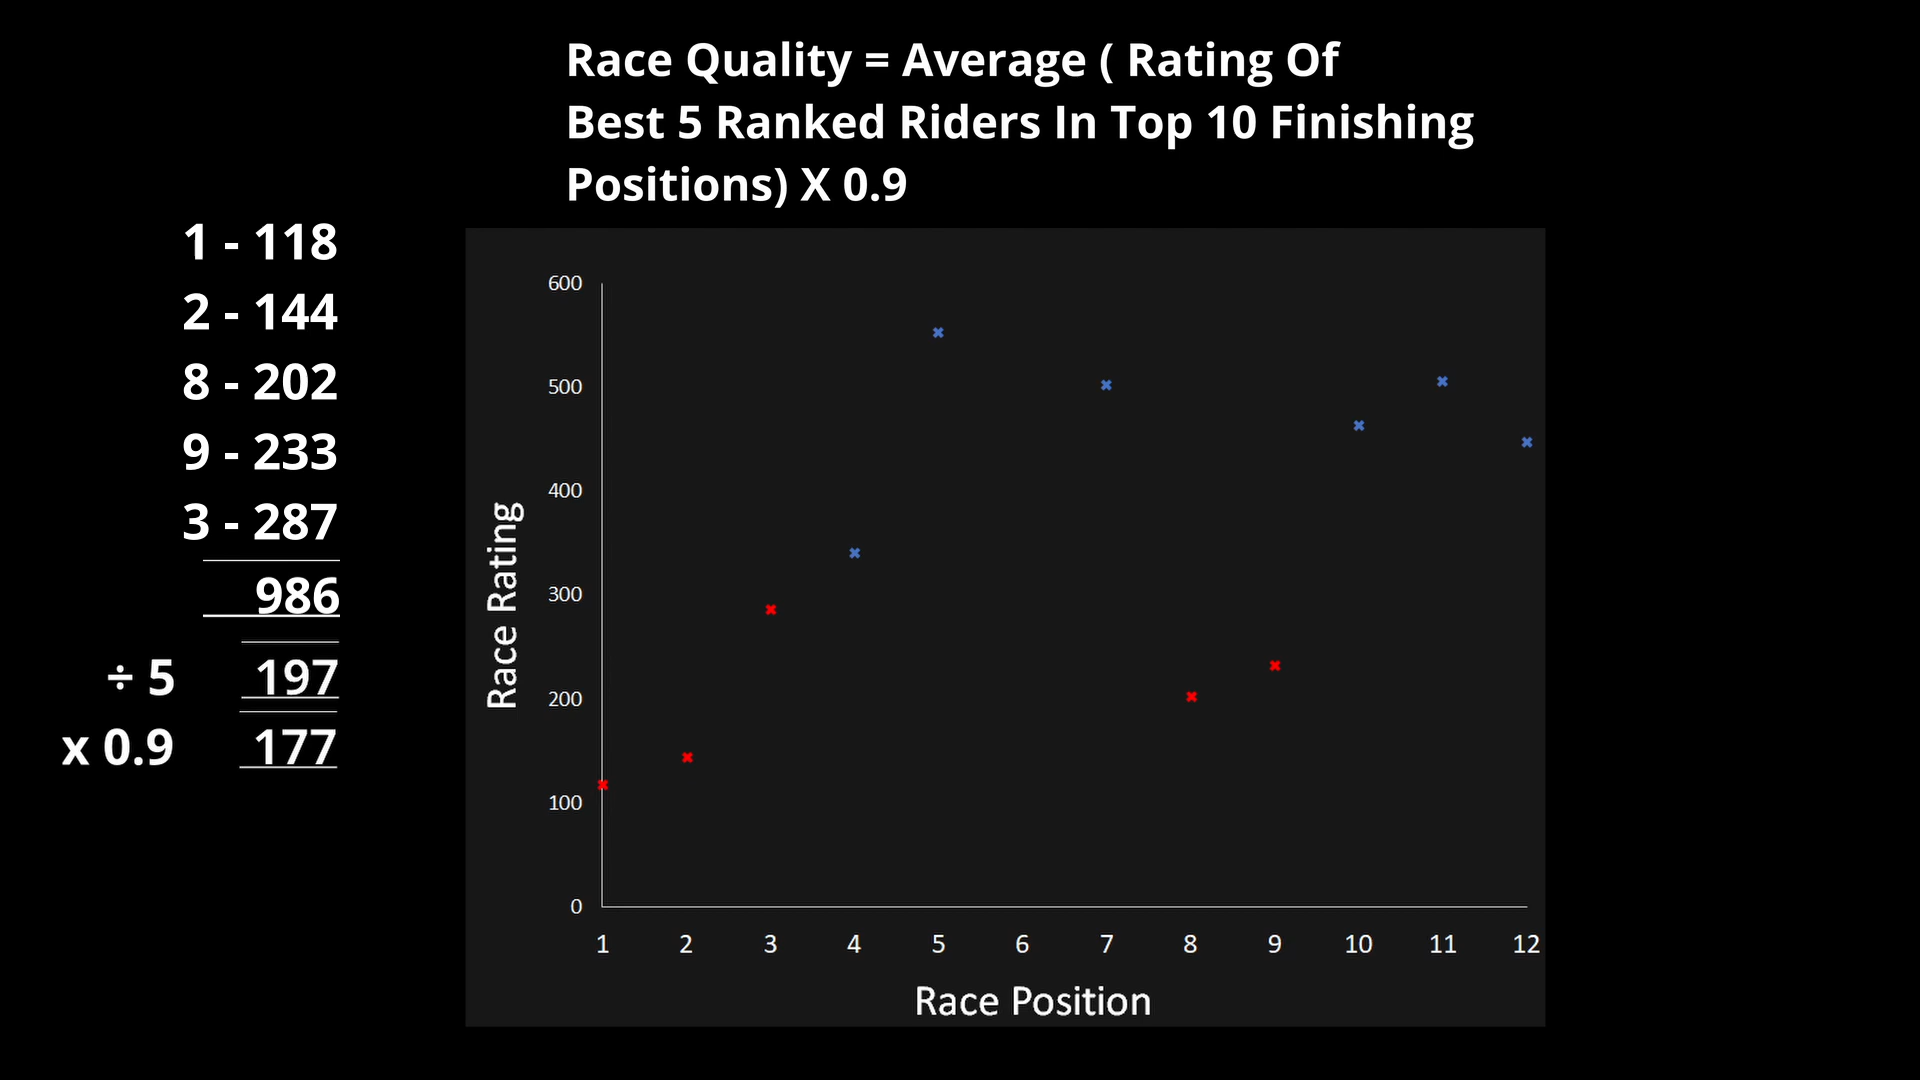 Race Quality = Average ( Rating Of
Best 5 Ranked Riders In Top 10 Finishing
Positions) X 0.9
1 - 118
2 - 144
8 - 202
9 - 233
3 - 287
986
÷ 5 197
x 0.9 177
600
500
400
300
200
100
0
Race Rating
1 2 3 4 5 6 7 8 9 10 11 12
Race Position